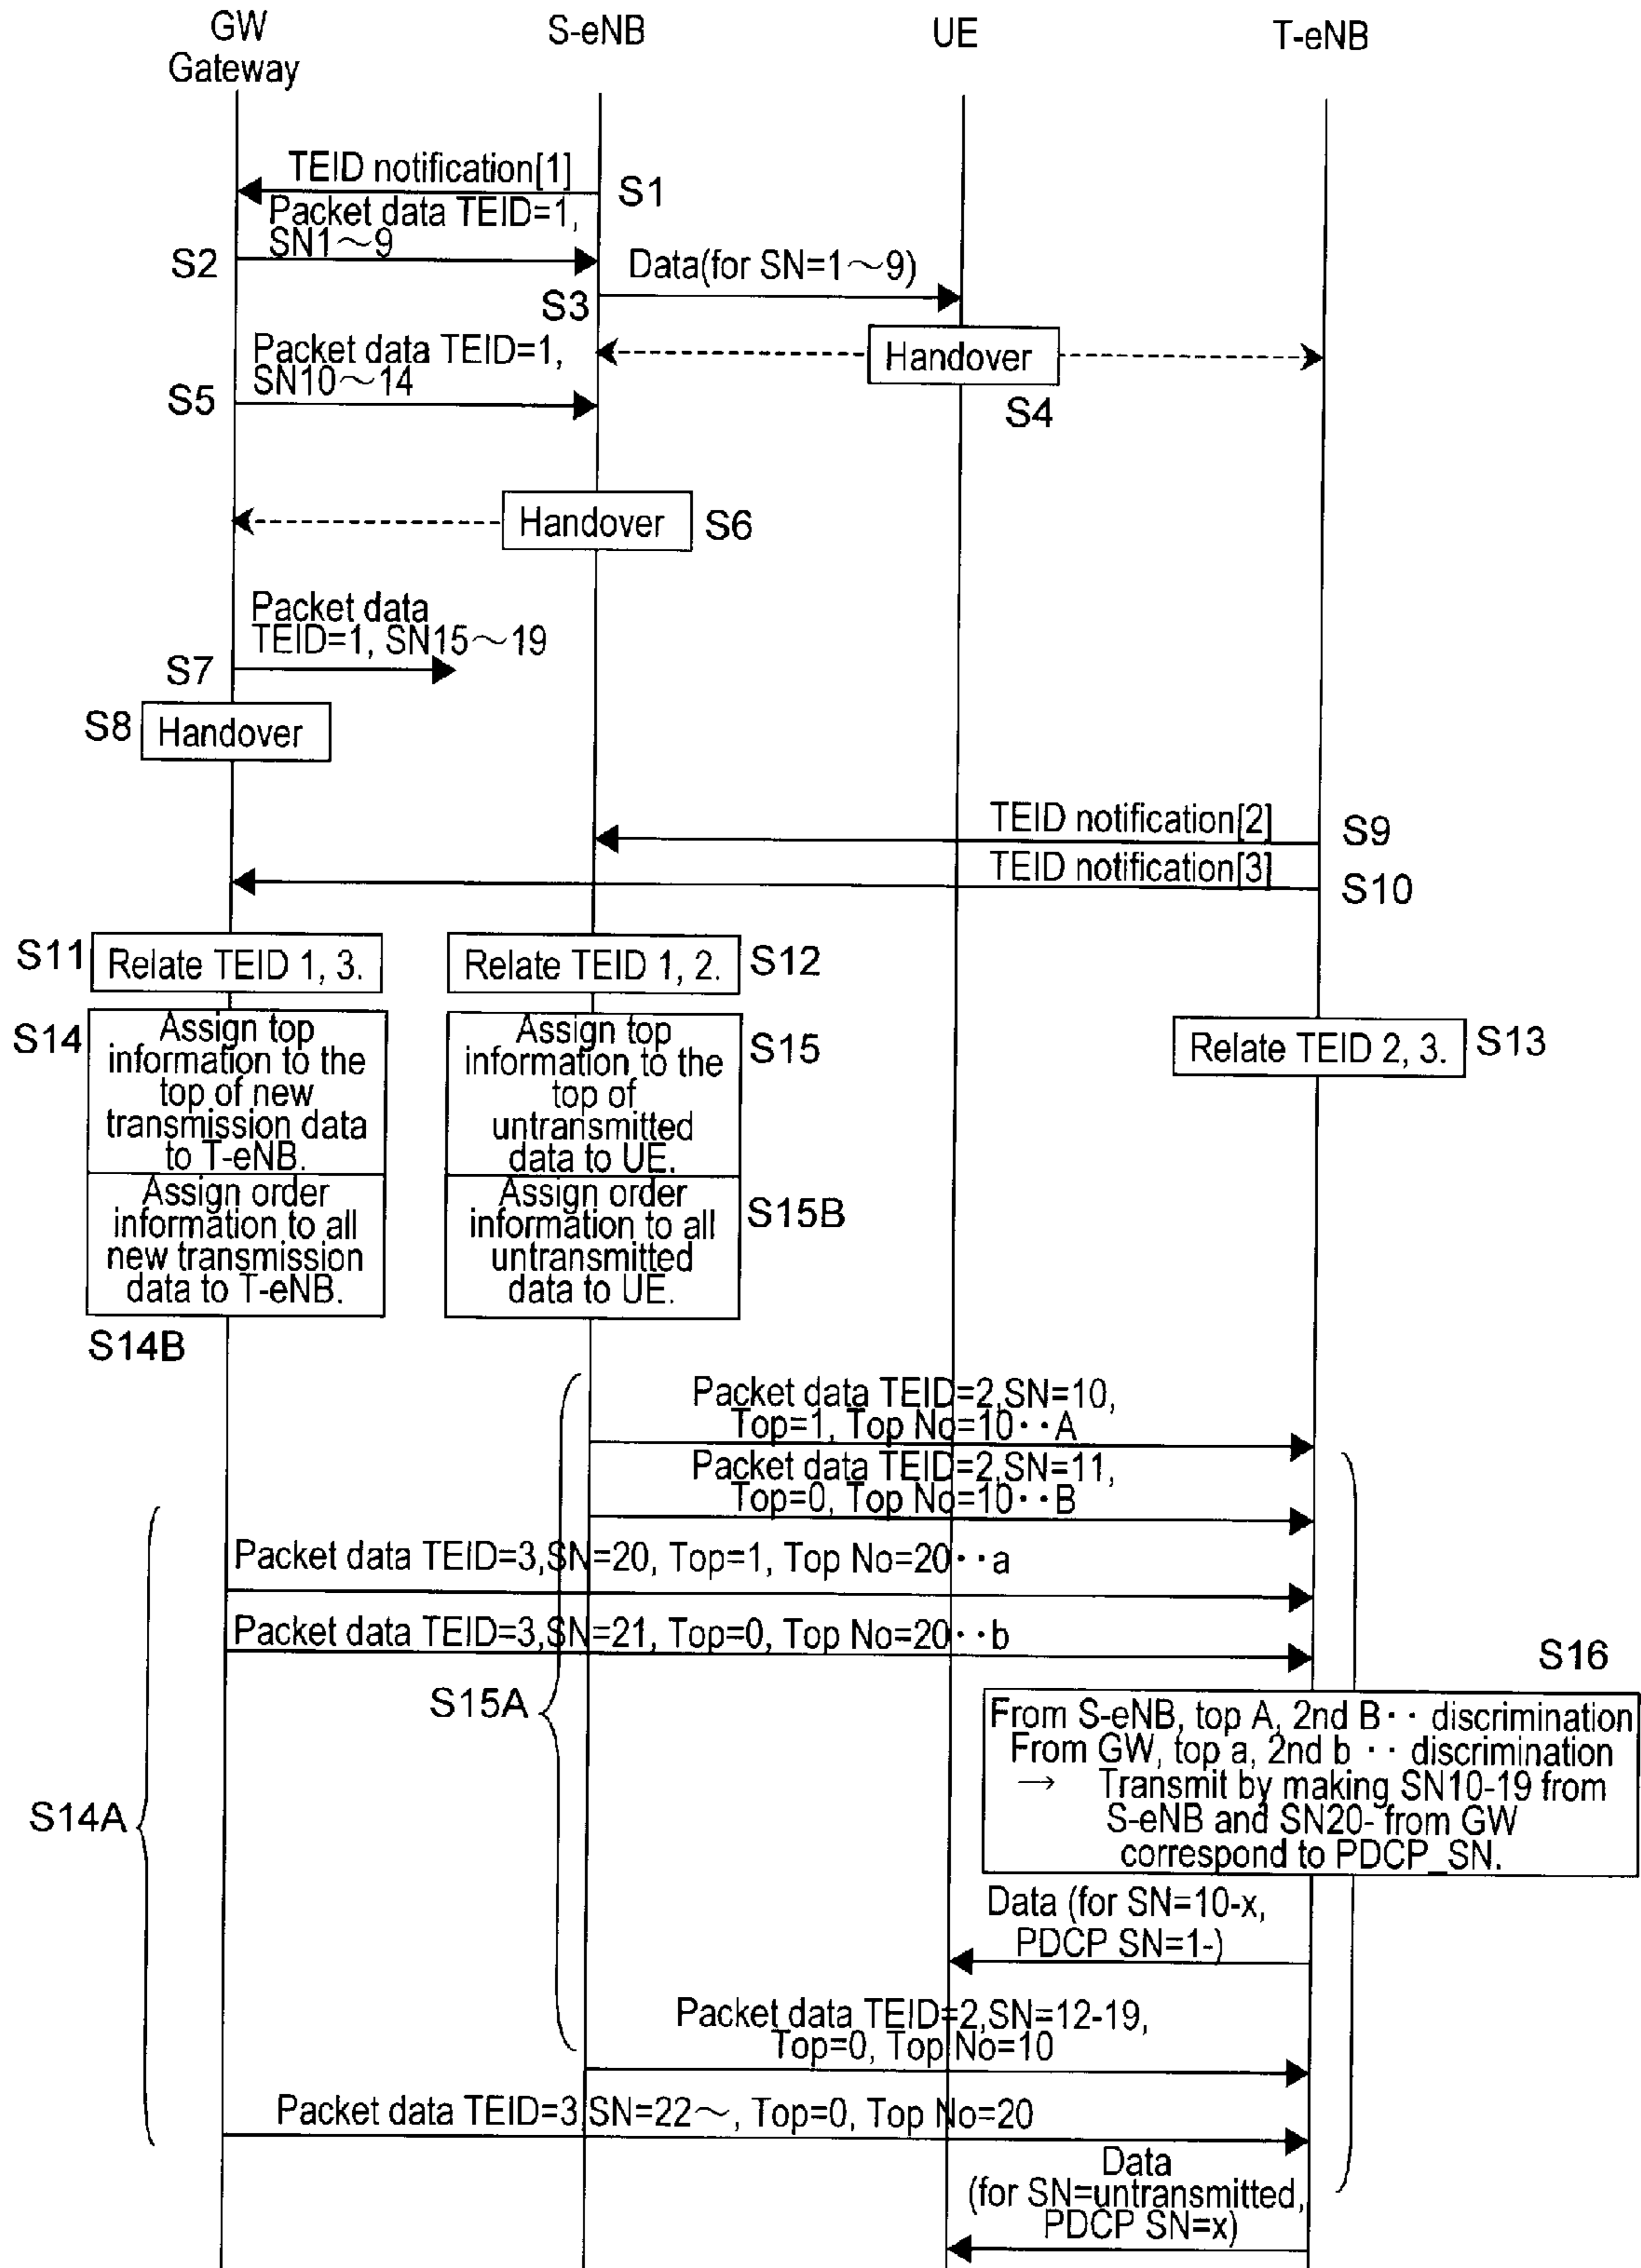 GW
Gateway
S-eNB
UE
T-eNB
TEID notification[1]
S1
Packet data TEID=1,
SN1～9
S2
Data(for SN=1～9)
S3
Packet data TEID=1,
SN10～14
Handover
S5
S4
Handover
S6
Packet data
TEID=1, SN15～19
S7
S8
Handover
TEID notification[2]
S9
TEID notification[3]
S10
S11
Relate TEID 1, 3.
Relate TEID 1, 2.
S12
S14
Assign top
information to the
top of new
transmission data
to T-eNB.
Assign top
information to the
top of
untransmitted
data to UE.
S15
Relate TEID 2, 3.
S13
Assign order
information to all
new transmission
data to T-eNB.
Assign order
information to all
untransmitted
data to UE.
S15B
S14B
Packet data TEID=2,SN=10,
Top=1, Top No=10‥A
Packet data TEID=2,SN=11,
Top=0, Top No=10‥B
Packet data TEID=3,SN=20, Top=1, Top No=20‥a
Packet data TEID=3,SN=21, Top=0, Top No=20‥b
S16
S15A
From S-eNB, top A, 2nd B‥ discrimination
From GW, top a, 2nd b ‥ discrimination
→ Transmit by making SN10-19 from
S-eNB and SN20- from GW
correspond to PDCP_SN.
S14A
Data (for SN=10-x,
PDCP SN=1-)
Packet data TEID=2,SN=12-19,
Top=0, Top No=10
Packet data TEID=3 SN=22～, Top=0, Top No=20
Data
(for SN=untransmitted,
PDCP SN=x)